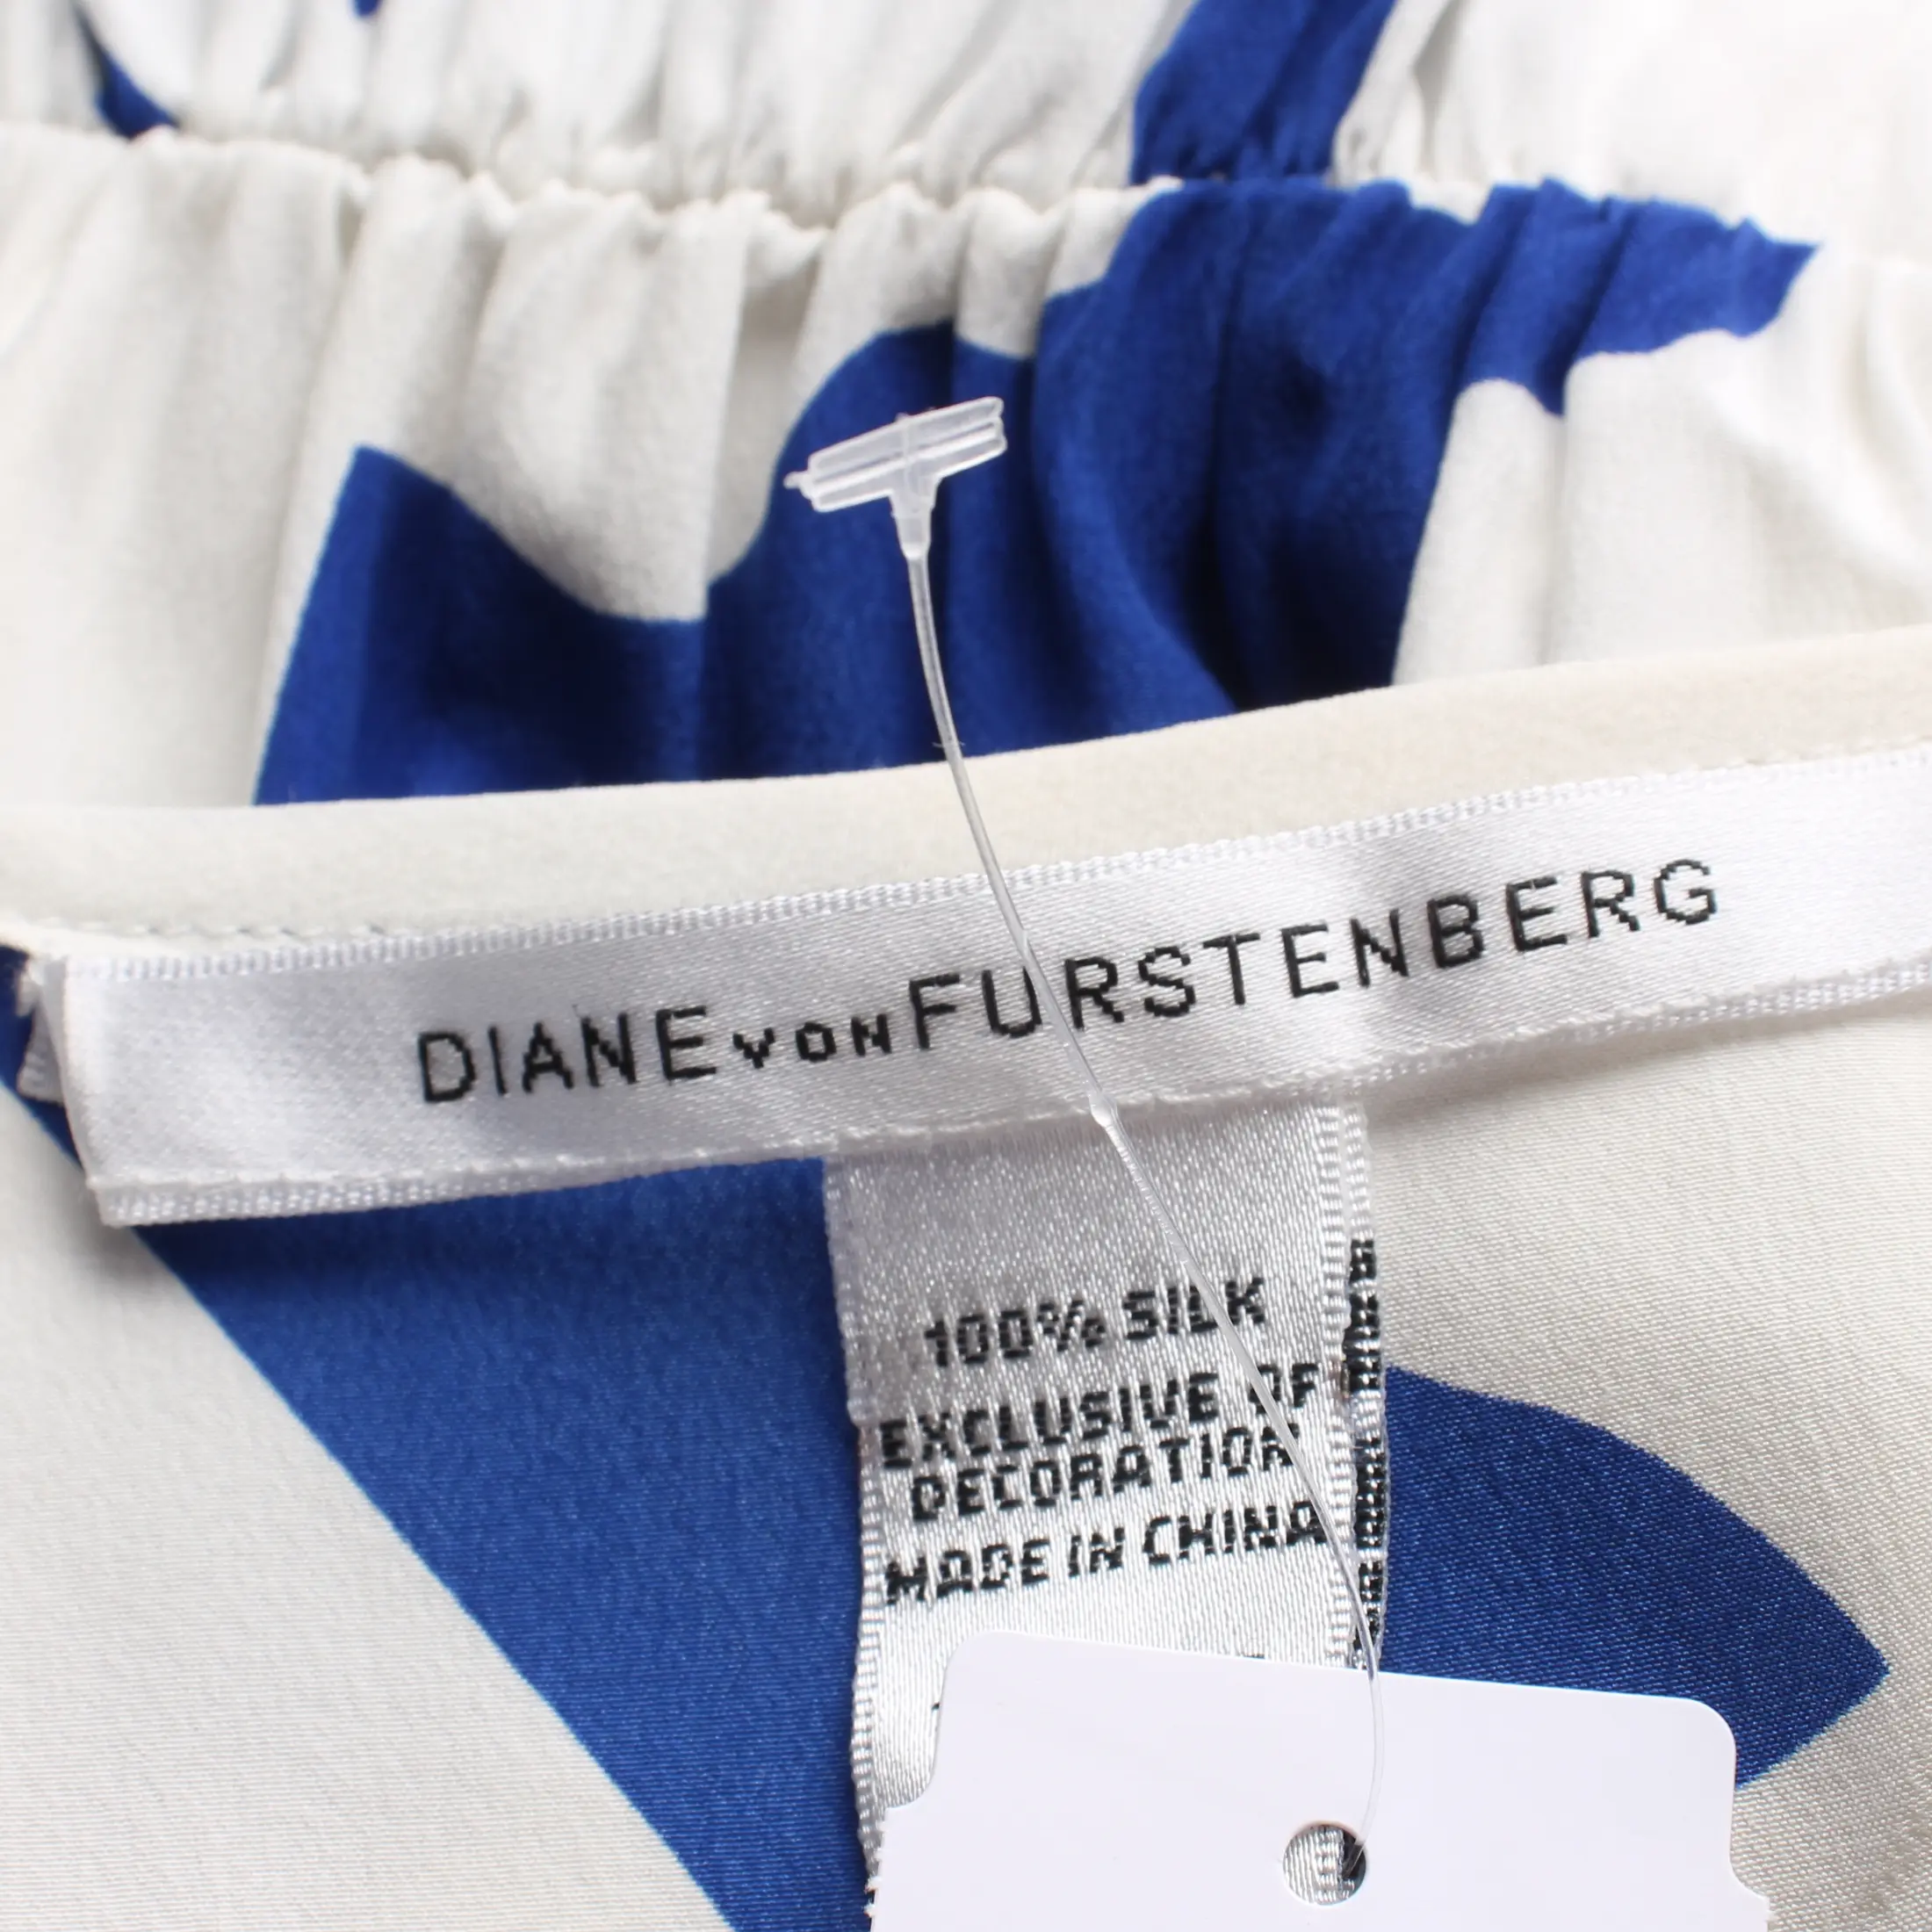 DIANE VON FURSTENBERG
100% SILK
EXCLUSIVE OF
DECORATION
MADE IN CHINA